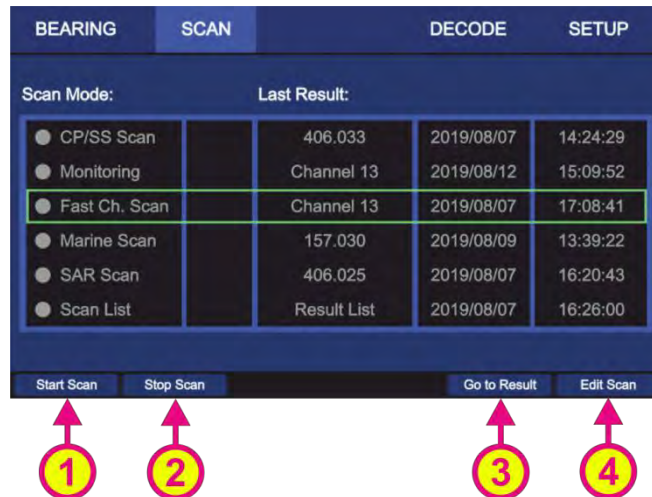 BEARING SCAN DECODE SETUP
Scan Mode: Last Result:
CP/SS Scan 406.033 2019/08/07 14:24:29
Monitoring Channel 13 2019/08/12 15:09:52
Fast Ch. Scan Channel 13 2019/08/07 17:08:41
Marine Scan 157.030 2019/08/09 13:39:22
SAR Scan 406.025 2019/08/07 16:20:43
Scan List Result List 2019/08/07 16:26:00
Start Scan Stop Scan Go to Result Edit Scan
1 2 3 4